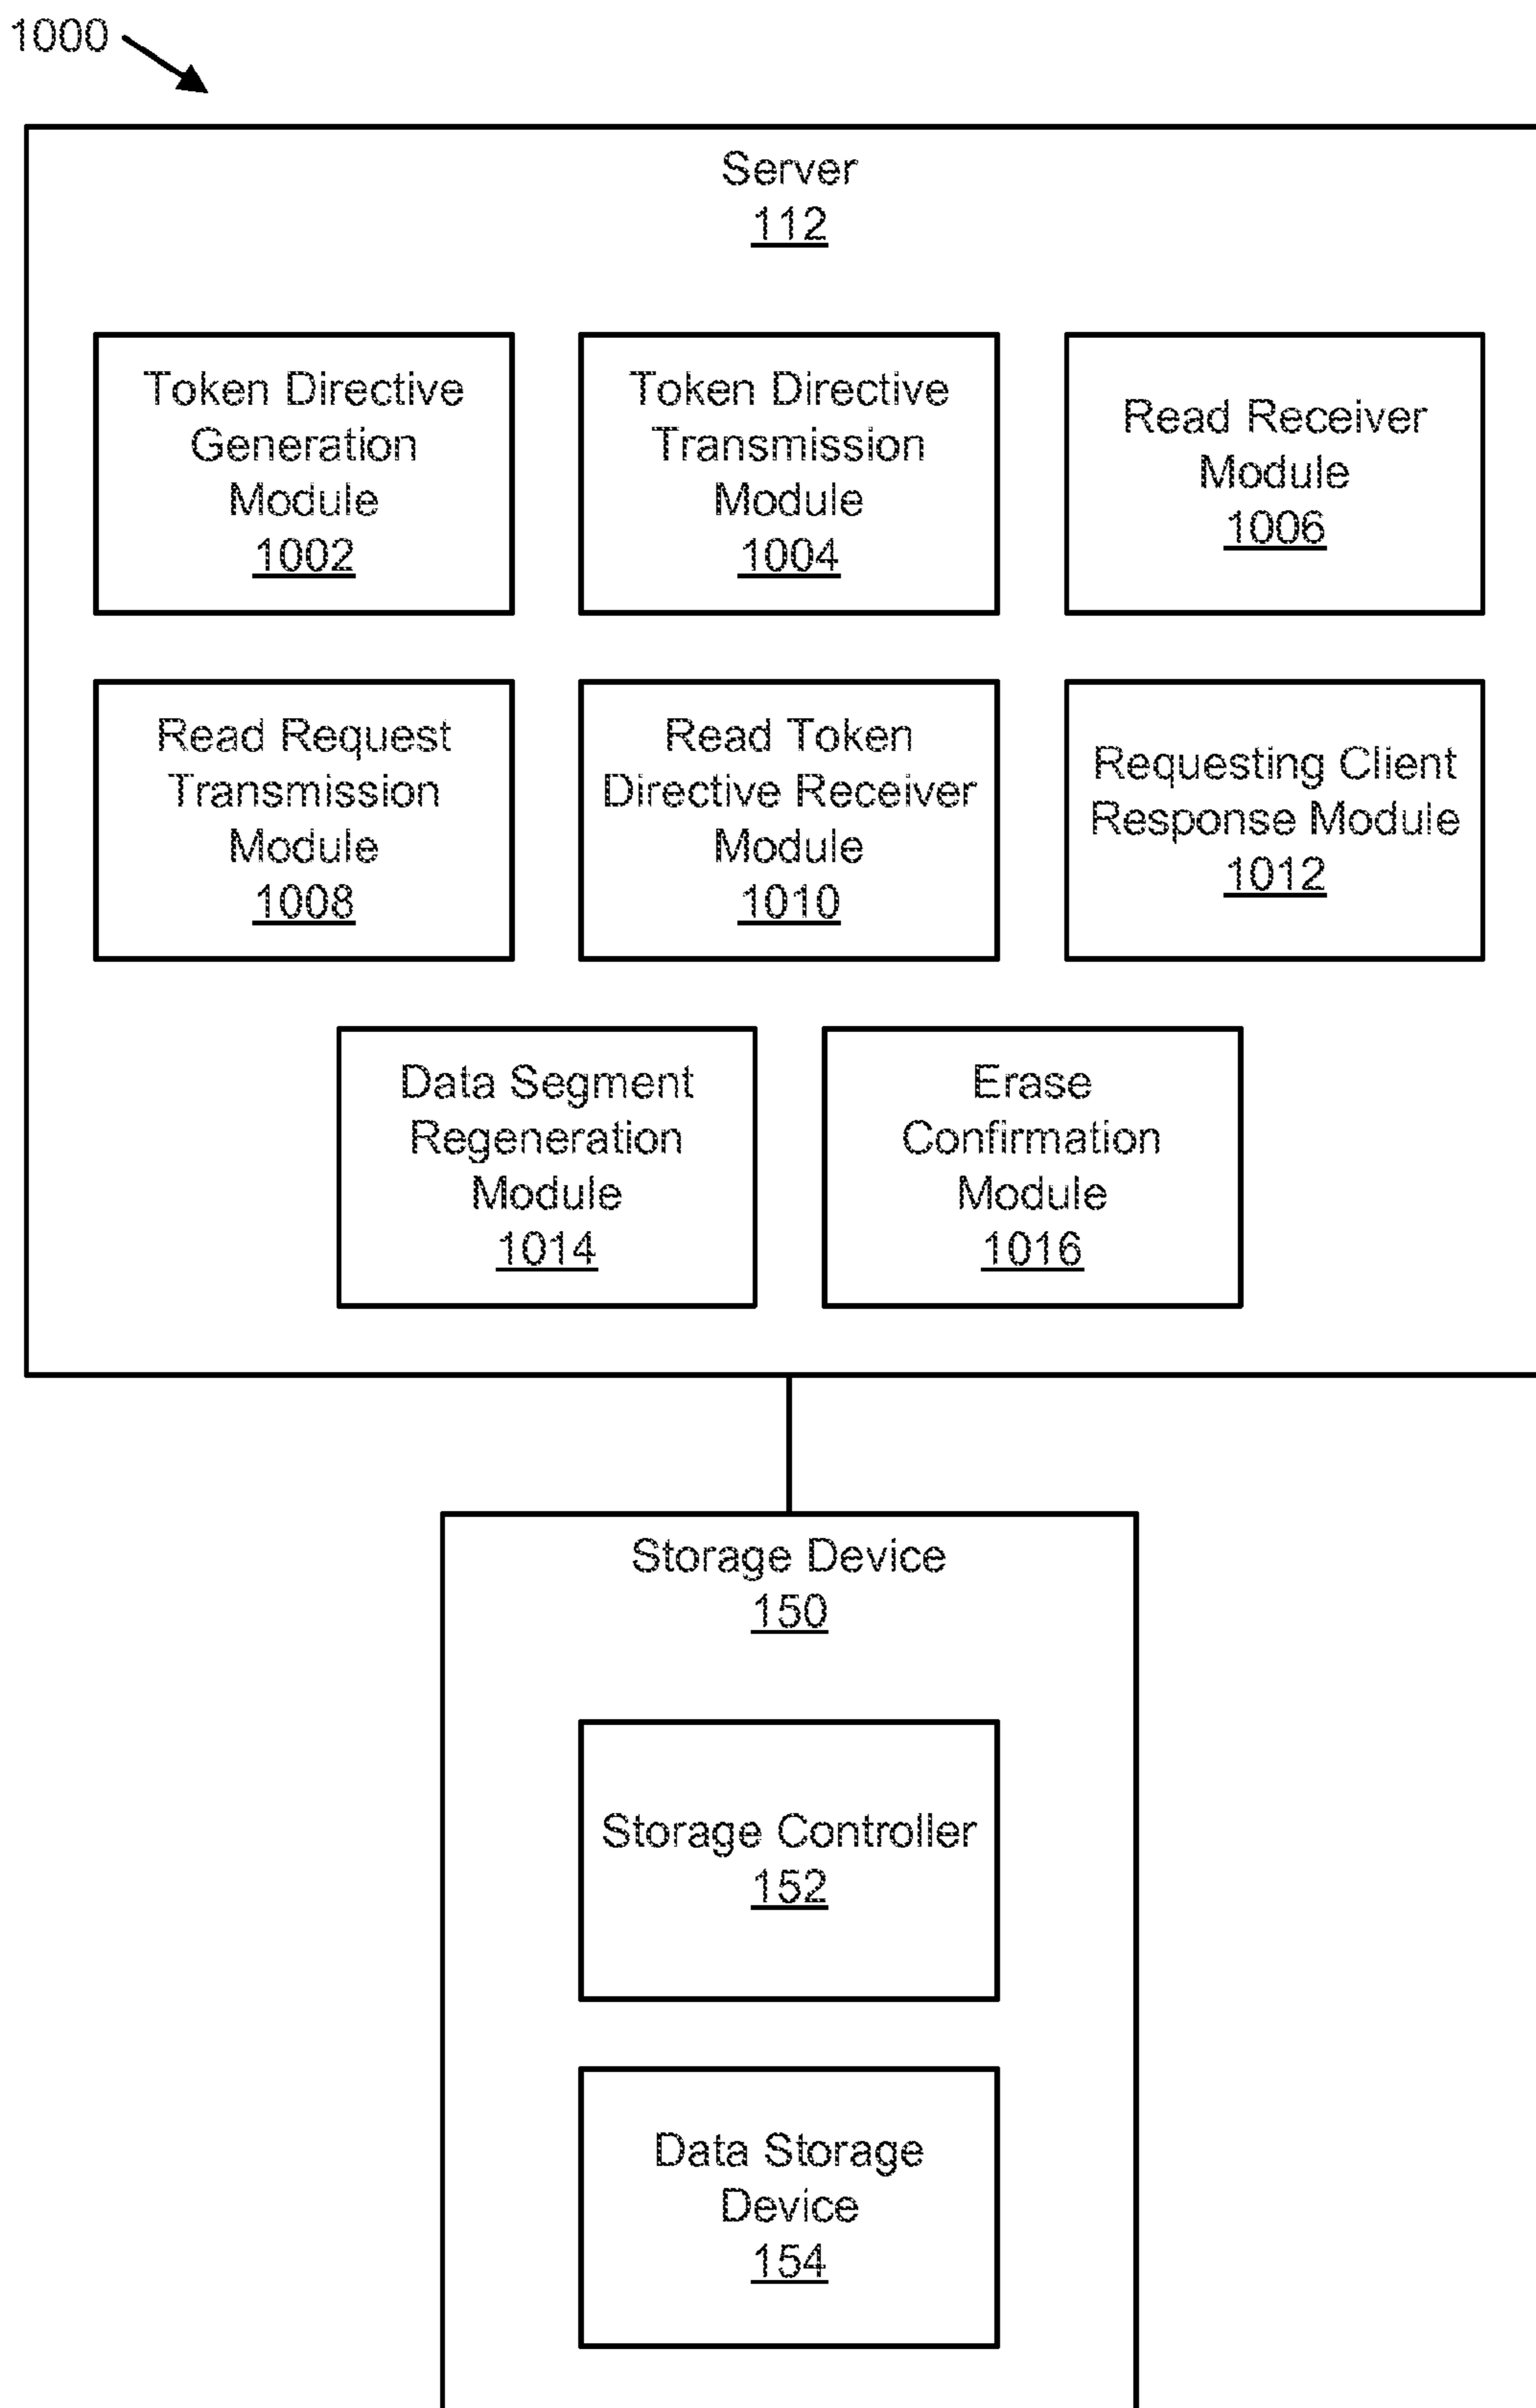 1000
Server
112
Token Directive
Generation
Module
1002
Token Directive
Transmission
Module
1004
Read Receiver
Module
1006
Read Request
Transmission
Module
1008
Read Token
Directive Receiver
Module
1010
Requesting Client
Response Module
1012
Data Segment
Regeneration
Module
1014
Erase
Confirmation
Module
1016
Storage Device
150
Storage Controller
152
Data Storage
Device
154